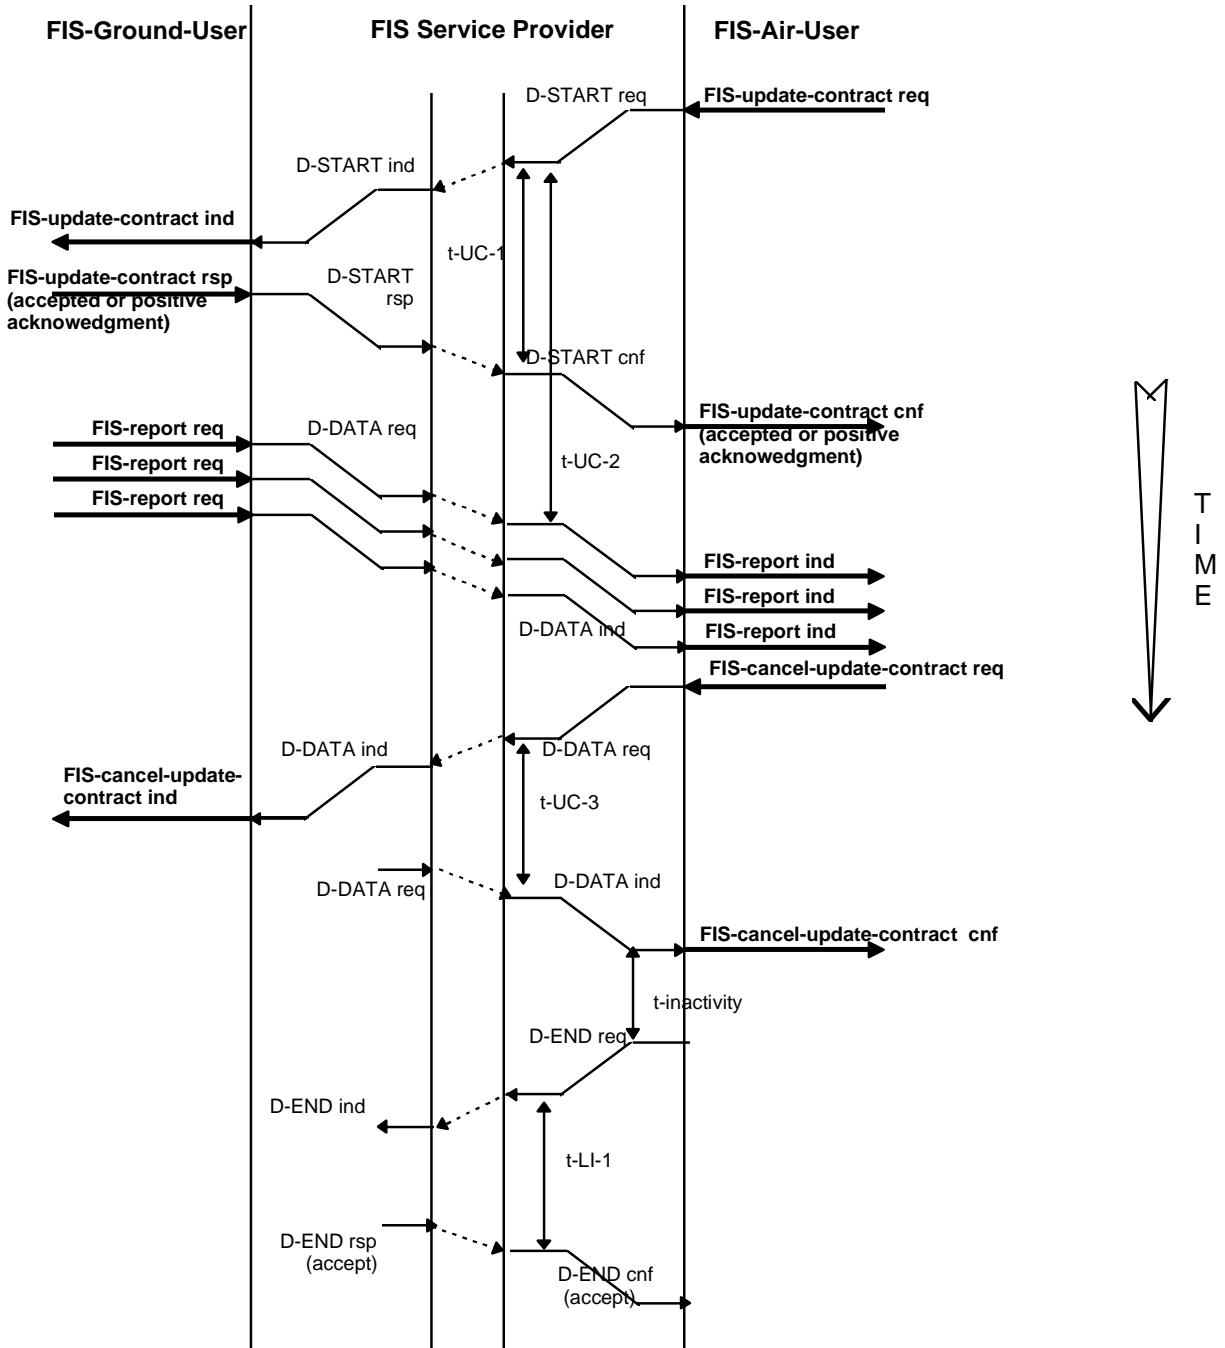 FIS-Ground-User
FIS Service Provider
FIS-Air-User
D-START req
FIS-update-contract req
D-START ind
FIS-update-contract ind
t-UC-1
FIS-update-contract rsp
(accepted or positive
acknowedgment)
D-START
rsp
D-START cnf
FIS-update-contract cnf
(accepted or positive
acknowedgment)
FIS-report req
D-DATA req
FIS-report req
t-UC-2
FIS-report req
T
I
M
E
FIS-report ind
FIS-report ind
D-DATA ind
FIS-report ind
FIS-cancel-update-contract req
D-DATA ind
D-DATA req
FIS-cancel-update-
contract ind
t-UC-3
D-DATA req
D-DATA ind
FIS-cancel-update-contract cnf
t-inactivity
D-END req
D-END ind
t-LI-1
D-END rsp
(accept)
D-END cnf
(accept)